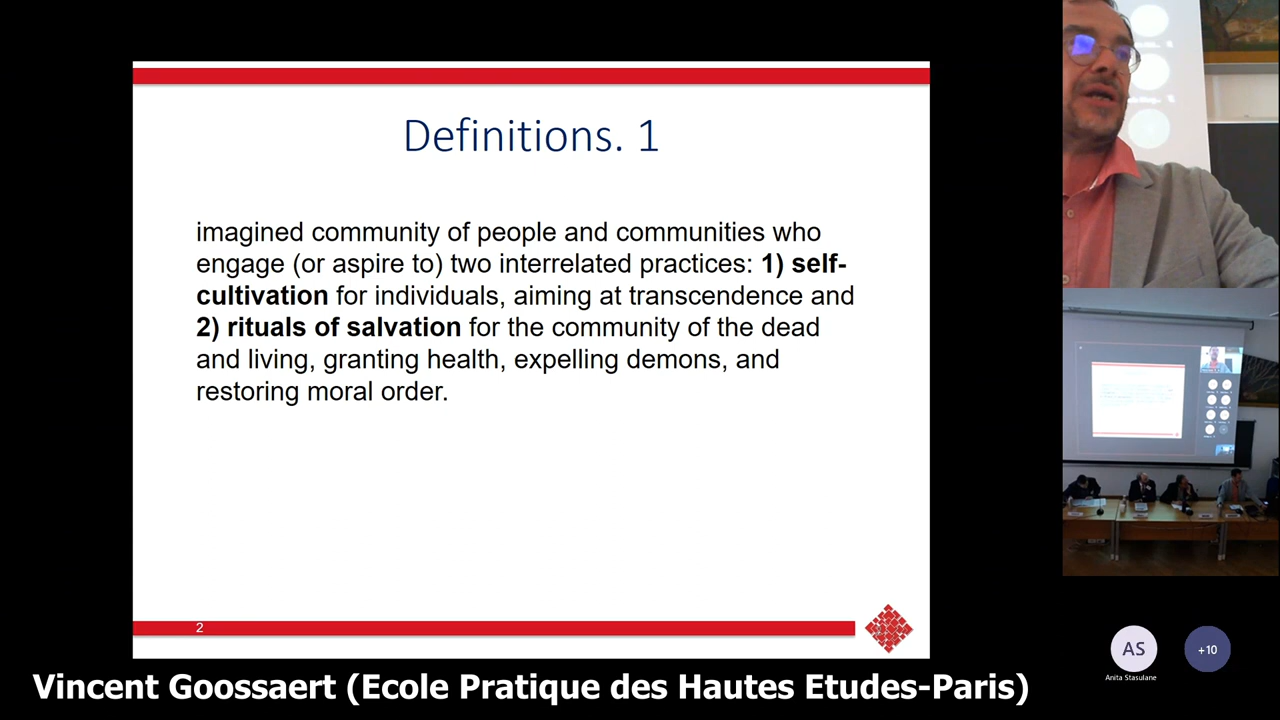 Definitions. 1
imagined community of people and communities who
engage (or aspire to) two interrelated practices: 1) self-
cultivation for individuals, aiming at transcendence and
2) rituals of salvation for the community of the dead
and living, granting health, expelling demons, and
restoring moral order.
2
AS
+10
Anita Stasulane
Vincent Goossaert (Ecole Pratique des Hautes Etudes-Paris)